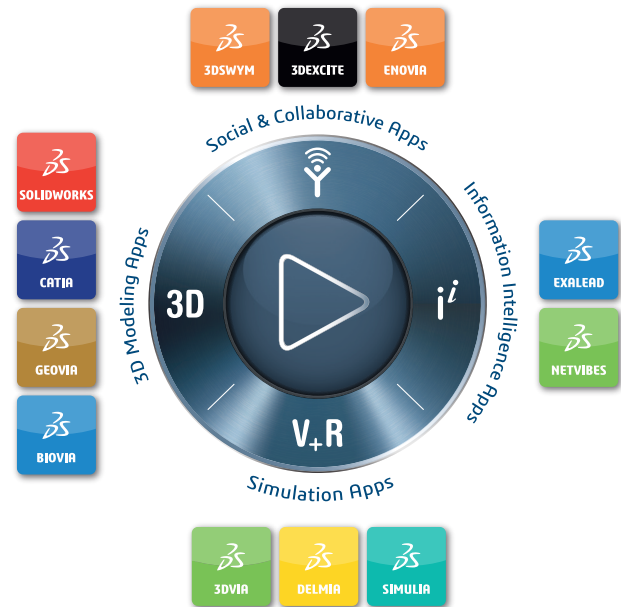 3DSWYM
3DEXCITE
ENOVIA
Social & Collaborative Apps
SOLIDWORKS
CATIA
GEOVIA
BIOVIA
3D Modeling Apps
3D
i i
V+R
Information Intelligence Apps
EXALEAD
NETVIBES
Simulation Apps
3DVIA
DELMIA
SIMULIA